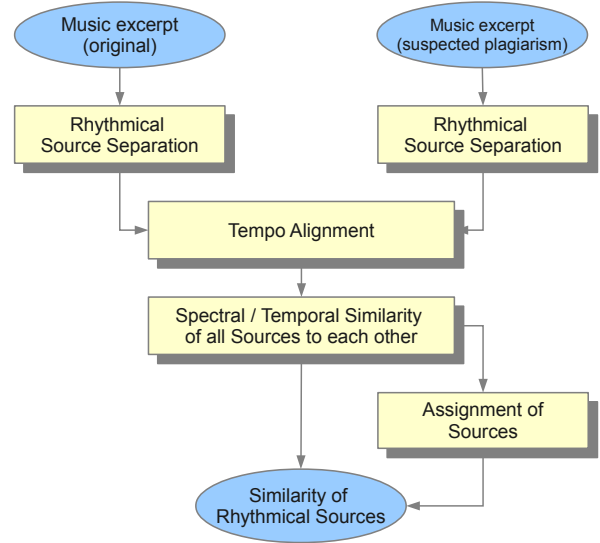 Music excerpt
(original)
Music excerpt
(suspected plagiarism)
Rhythmical
Source Separation
Rhythmical
Source Separation
Tempo Alignment
Spectral / Temporal Similarity
of all Sources to each other
Assignment of
Sources
Similarity of
Rhythmical Sources